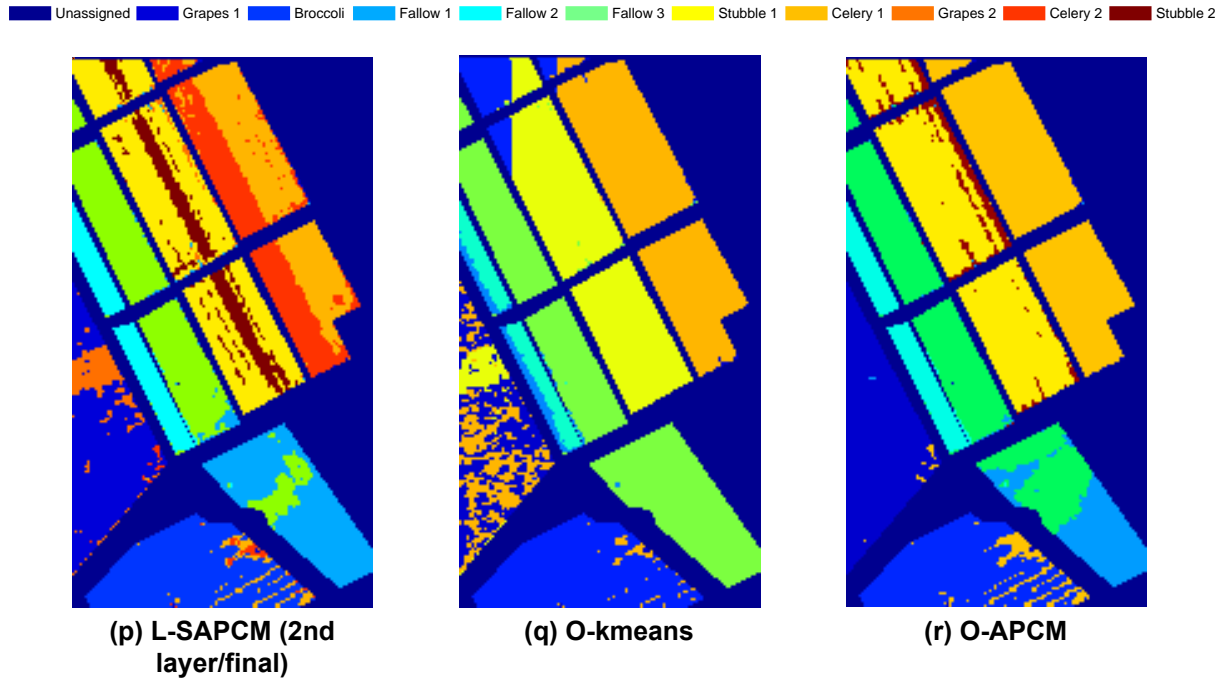 Unassigned Grapes 1 Broccoli Fallow 1 Fallow 2 Fallow 3 Stubble 1 Celery 1 Grapes 2 Celery 2 Stubble 2
(p) L-SAPCM (2nd
layer/final)
(q) O-kmeans
(r) O-APCM